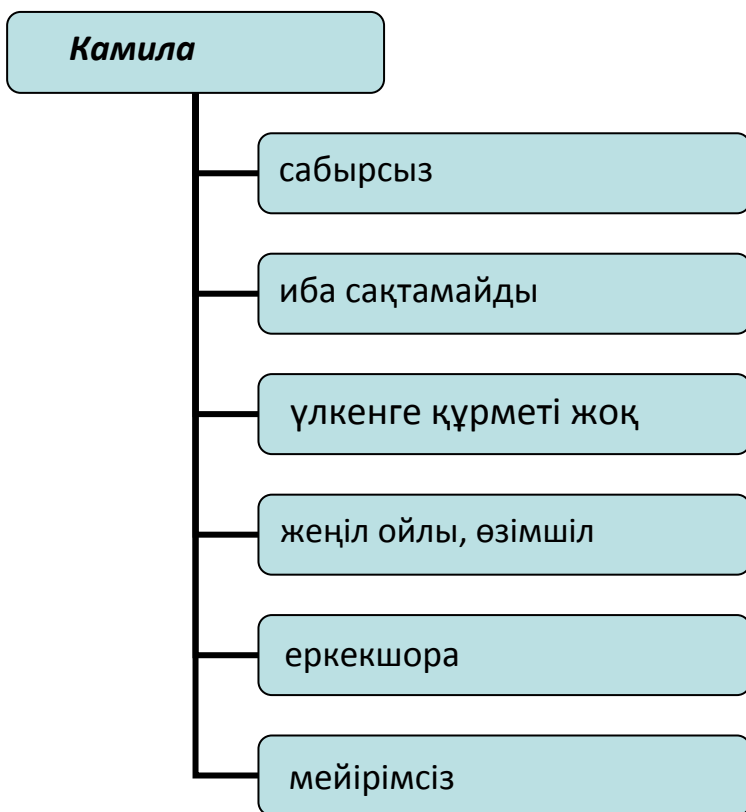 Камила
сабырсыз
иба сақтамайды
үлкенге құрметі жоқ
жеңіл ойлы, өзімшіл
еркекшора
мейірімсіз